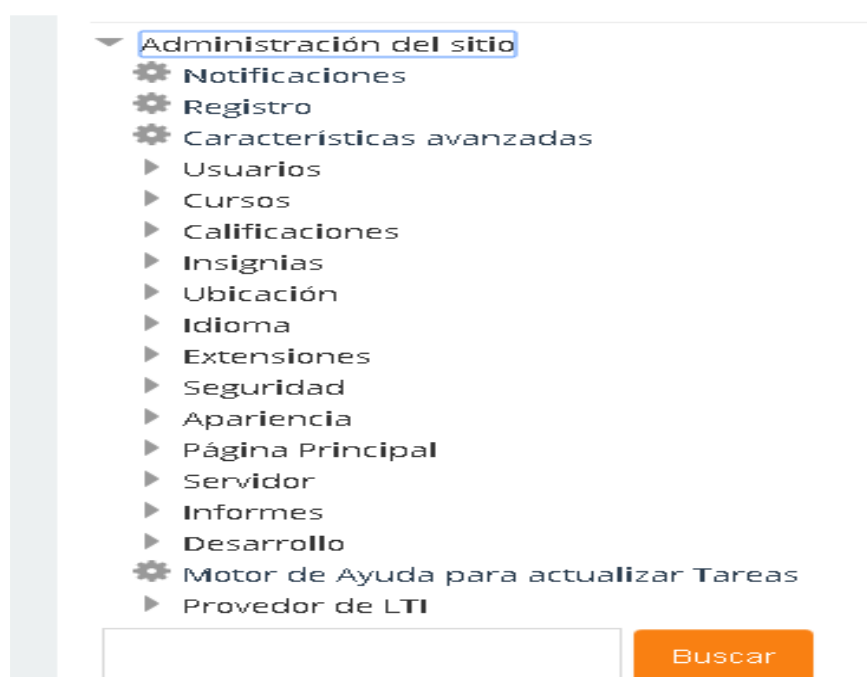 Administración del sitio
Notificaciones
Registro
Características avanzadas
Usuarios
Cursos
Calificaciones
Insignias
Ubicación
Idioma
Extensiones
Seguridad
Apariencia
Página Principal
Servidor
Informes
Desarrollo
Motor de Ayuda para actualizar Tareas
Provedor de LTI
Buscar